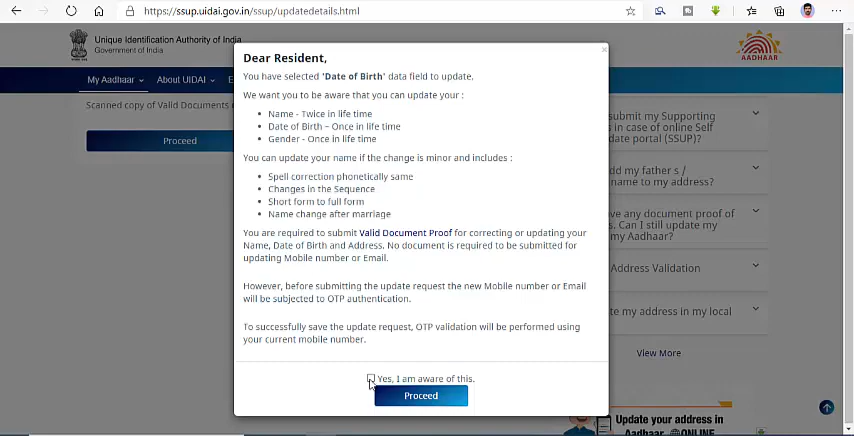 https://ssup.uidai.gov.in/ssup/updatedetails.html
Unique Identification Authority of India
Government of India
AADHAAR
My Aadhaar
About UIDAI
E
Scanned copy of Valid Documents
Proceed
×
Dear Resident,
You have selected 'Date of Birth' data field to update.
We want you to be aware that you can update your :
• Name - Twice in life time
• Date of Birth – Once in life time
• Gender - Once in life time
You can update your name if the change is minor and includes :
• Spell correction phonetically same
• Changes in the Sequence
• Short form to full form
• Name change after marriage
You are required to submit Valid Document Proof for correcting or updating your
Name, Date of Birth and Address. No document is required to be submitted for
updating Mobile number or Email.
However, before submitting the update request the new Mobile number or Email
will be subjected to OTP authentication.
To successfully save the update request, OTP validation will be performed using
your current mobile number.
Yes, I am aware of this.
Proceed
submit my Supporting
s in case of online Self
date portal (SSUP)?
dd my father s /
name to my address?
ave any document proof of
s. Can I still update my
my Aadhaar?
Address Validation
te my address in my local
View More
Update your address in
Aadhaar ONLINE